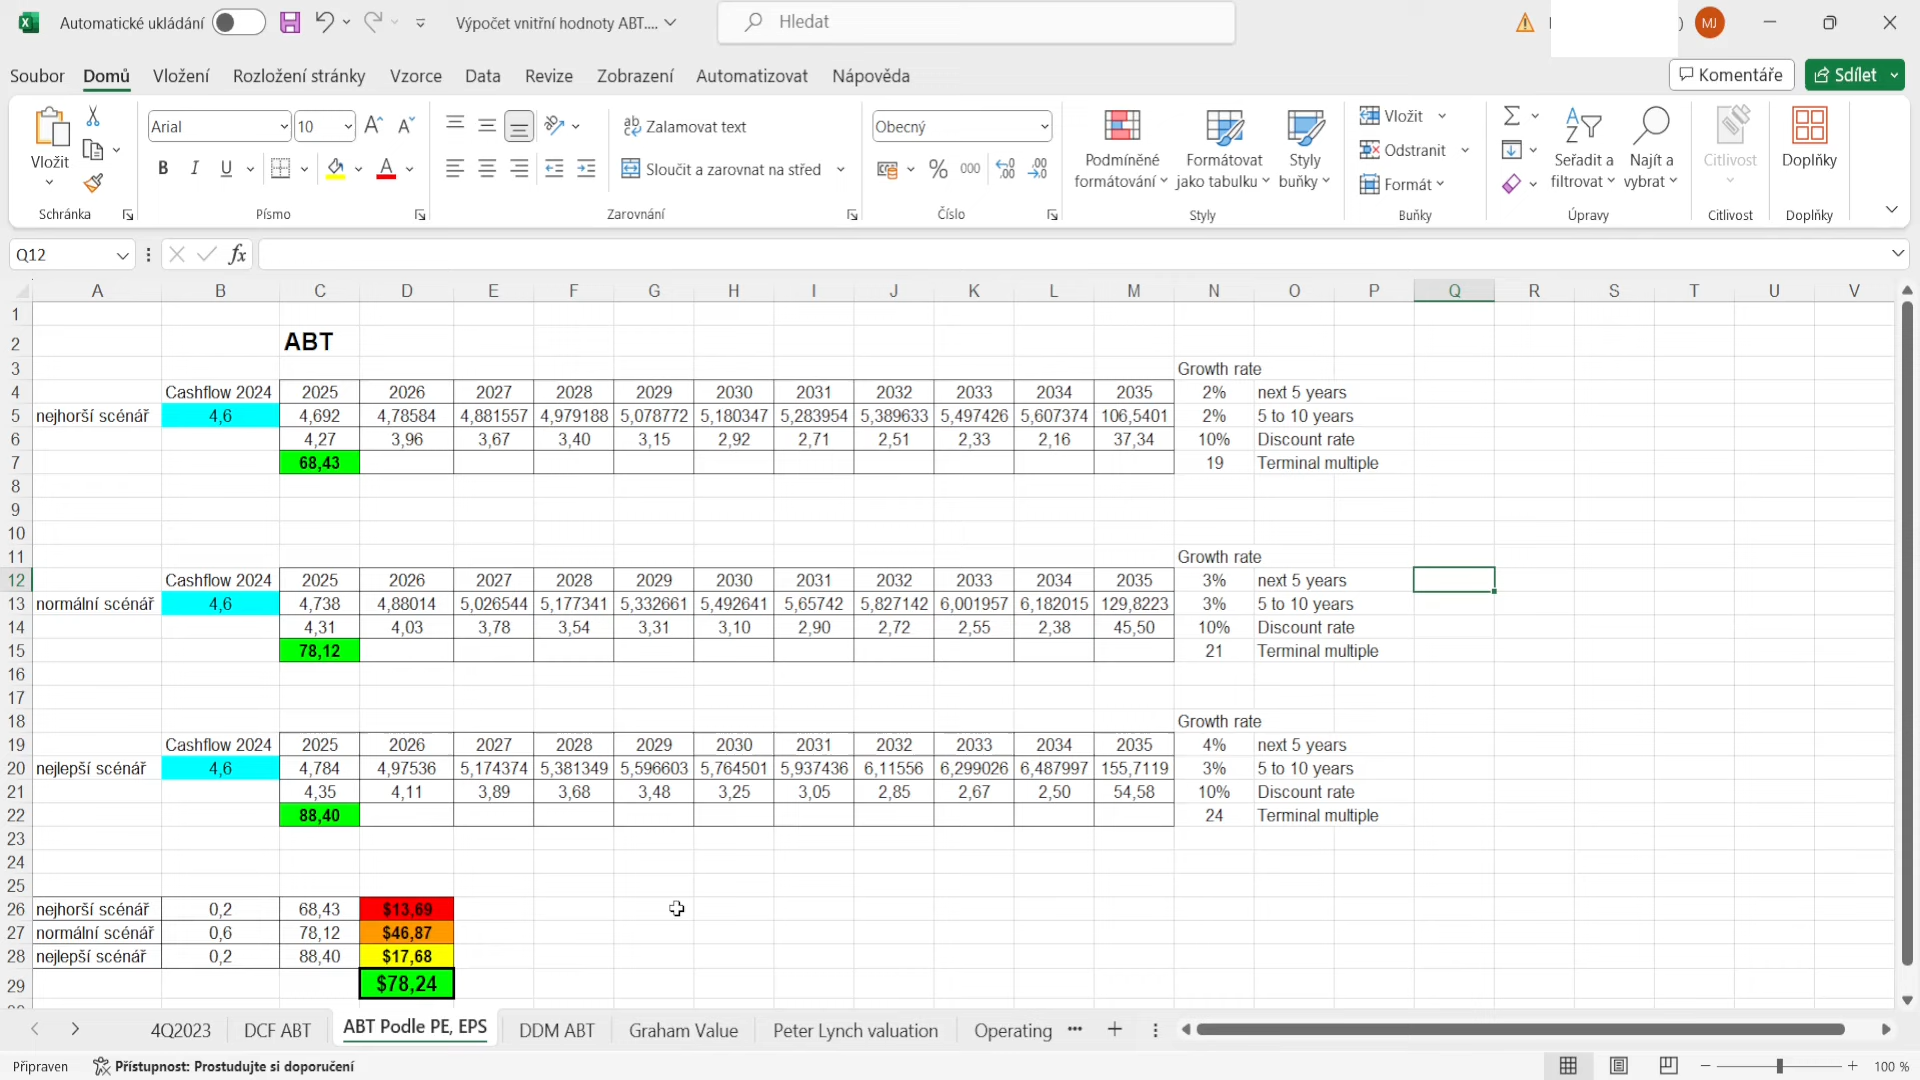 Automatické ukládání
Výpočet vnitřní hodnoty ABT....
Hledat
MJ
Soubor Domů Vložení Rozložení stránky Vzorce Data Revize Zobrazení Automatizovat Nápověda
Komentáře
Sdílet
Vložit
Schránka
Arial
10
B I U
Písmo
Zalamovat text
Sloučit a zarovnat na střed
Zarovnání
Obecný
% 000
Číslo
Podmíněné formátování
Formátovat jako tabulku
Styly buňky
Styly
Vložit
Odstranit
Formát
Buňky
Seřadit a filtrovat
Najít a vybrat
Úpravy
Citlivost
Citlivost
Doplňky
Doplňky
Q12
fx
A B C D E F G H I J K L M N O P Q R S T U V
1
2 ABT
3 Growth rate
4 Cashflow 2024 2025 2026 2027 2028 2029 2030 2031 2032 2033 2034 2035 2% next 5 years
5 nejhorší scénář 4,6 4,692 4,78584 4,881557 4,979188 5,078772 5,180347 5,283954 5,389633 5,497426 5,607374 106,5401 2% 5 to 10 years
6 4,27 3,96 3,67 3,40 3,15 2,92 2,71 2,51 2,33 2,16 37,34 10% Discount rate
7 68,43 19 Terminal multiple
8
9
10
11 Growth rate
12 Cashflow 2024 2025 2026 2027 2028 2029 2030 2031 2032 2033 2034 2035 3% next 5 years
13 normální scénář 4,6 4,738 4,88014 5,026544 5,177341 5,332661 5,492641 5,65742 5,827142 6,001957 6,182015 129,8223 3% 5 to 10 years
14 4,31 4,03 3,78 3,54 3,31 3,10 2,90 2,72 2,55 2,38 45,50 10% Discount rate
15 78,12 21 Terminal multiple
16
17
18 Growth rate
19 Cashflow 2024 2025 2026 2027 2028 2029 2030 2031 2032 2033 2034 2035 4% next 5 years
20 nejlepší scénář 4,6 4,784 4,97536 5,174374 5,381349 5,596603 5,764501 5,937436 6,11556 6,299026 6,487997 155,7119 3% 5 to 10 years
21 4,35 4,11 3,89 3,68 3,48 3,25 3,05 2,85 2,67 2,50 54,58 10% Discount rate
22 88,40 24 Terminal multiple
23
24
25
26 nejhorší scénář 0,2 68,43 $13,69
27 normální scénář 0,6 78,12 $46,87
28 nejlepší scénář 0,2 88,40 $17,68
29 $78,24
4Q2023 DCF ABT ABT Podle PE, EPS DDM ABT Graham Value Peter Lynch valuation Operating ...
Připraven Přístupnost: Prostudujte si doporučení 100 %